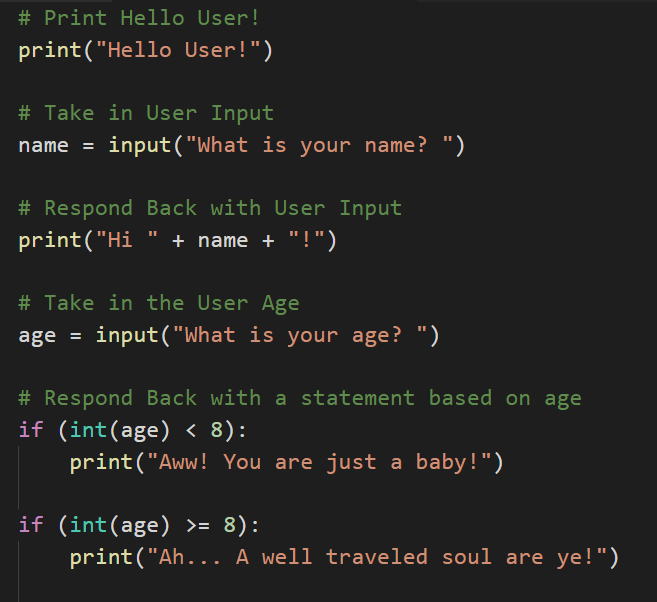 # Print Hello User!
print("Hello User!")
# Take in User Input
name = input("What is your name? ")
# Respond Back with User Input
print("Hi " + name + "!")
# Take in the User Age
age = input("What is your age? ")
# Respond Back with a statement based on age
if (int(age) < 8):
    print("Aww! You are just a baby!")
if (int(age) >= 8):
    print("Ah... A well traveled soul are ye!")